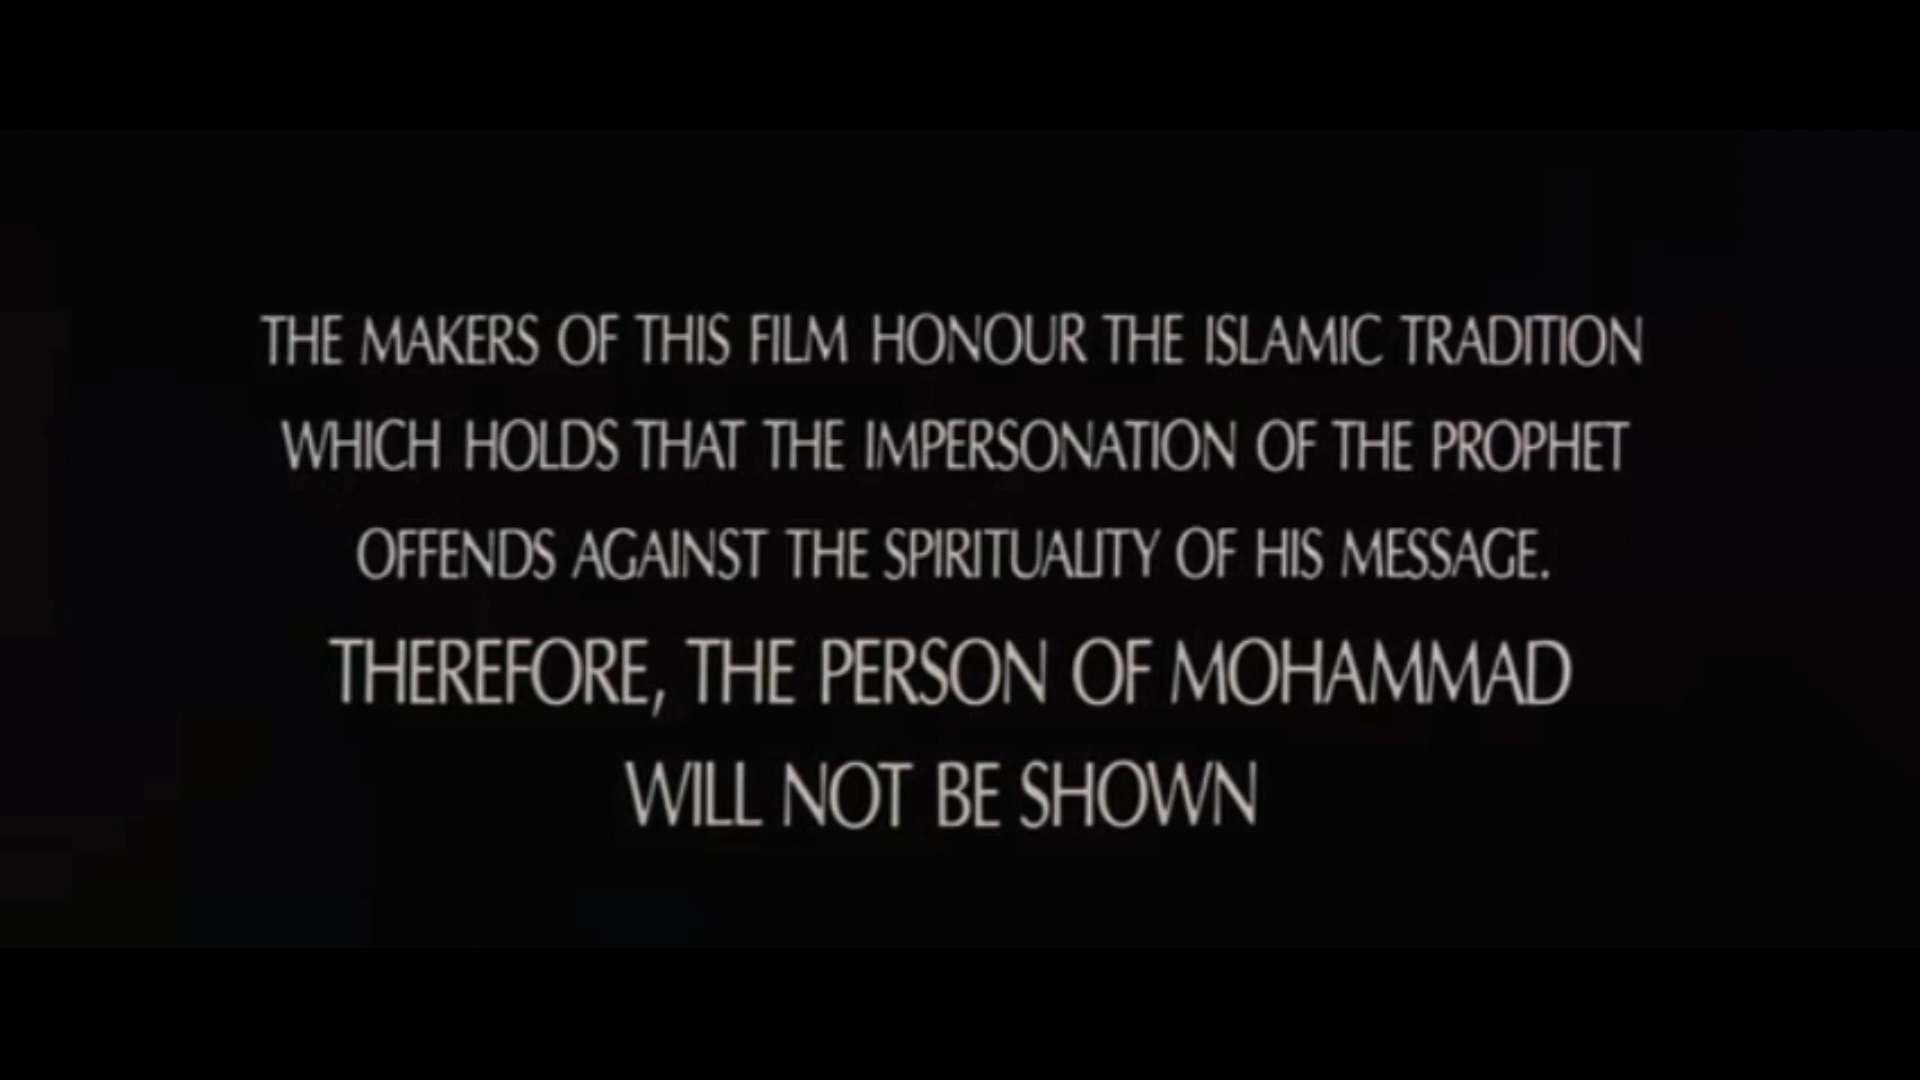 THE MAKERS OF THIS FILM HONOUR THE ISLAMIC TRADITION
WHICH HOLDS THAT THE IMPERSONATION OF THE PROPHET
OFFENDS AGAINST THE SPIRITUALITY OF HIS MESSAGE.
THEREFORE, THE PERSON OF MOHAMMAD
WILL NOT BE SHOWN